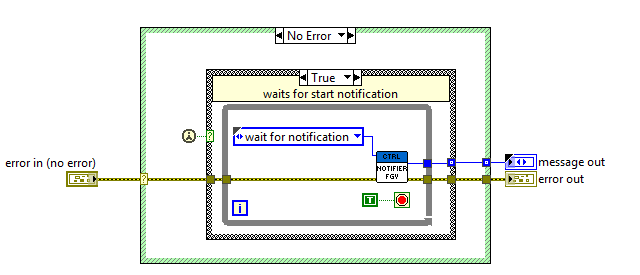 No Error
True
waits for start notification
wait for notification
CTRL
NOTIFIER
FGV
error in (no error)
?
?
message out
error out
T
i